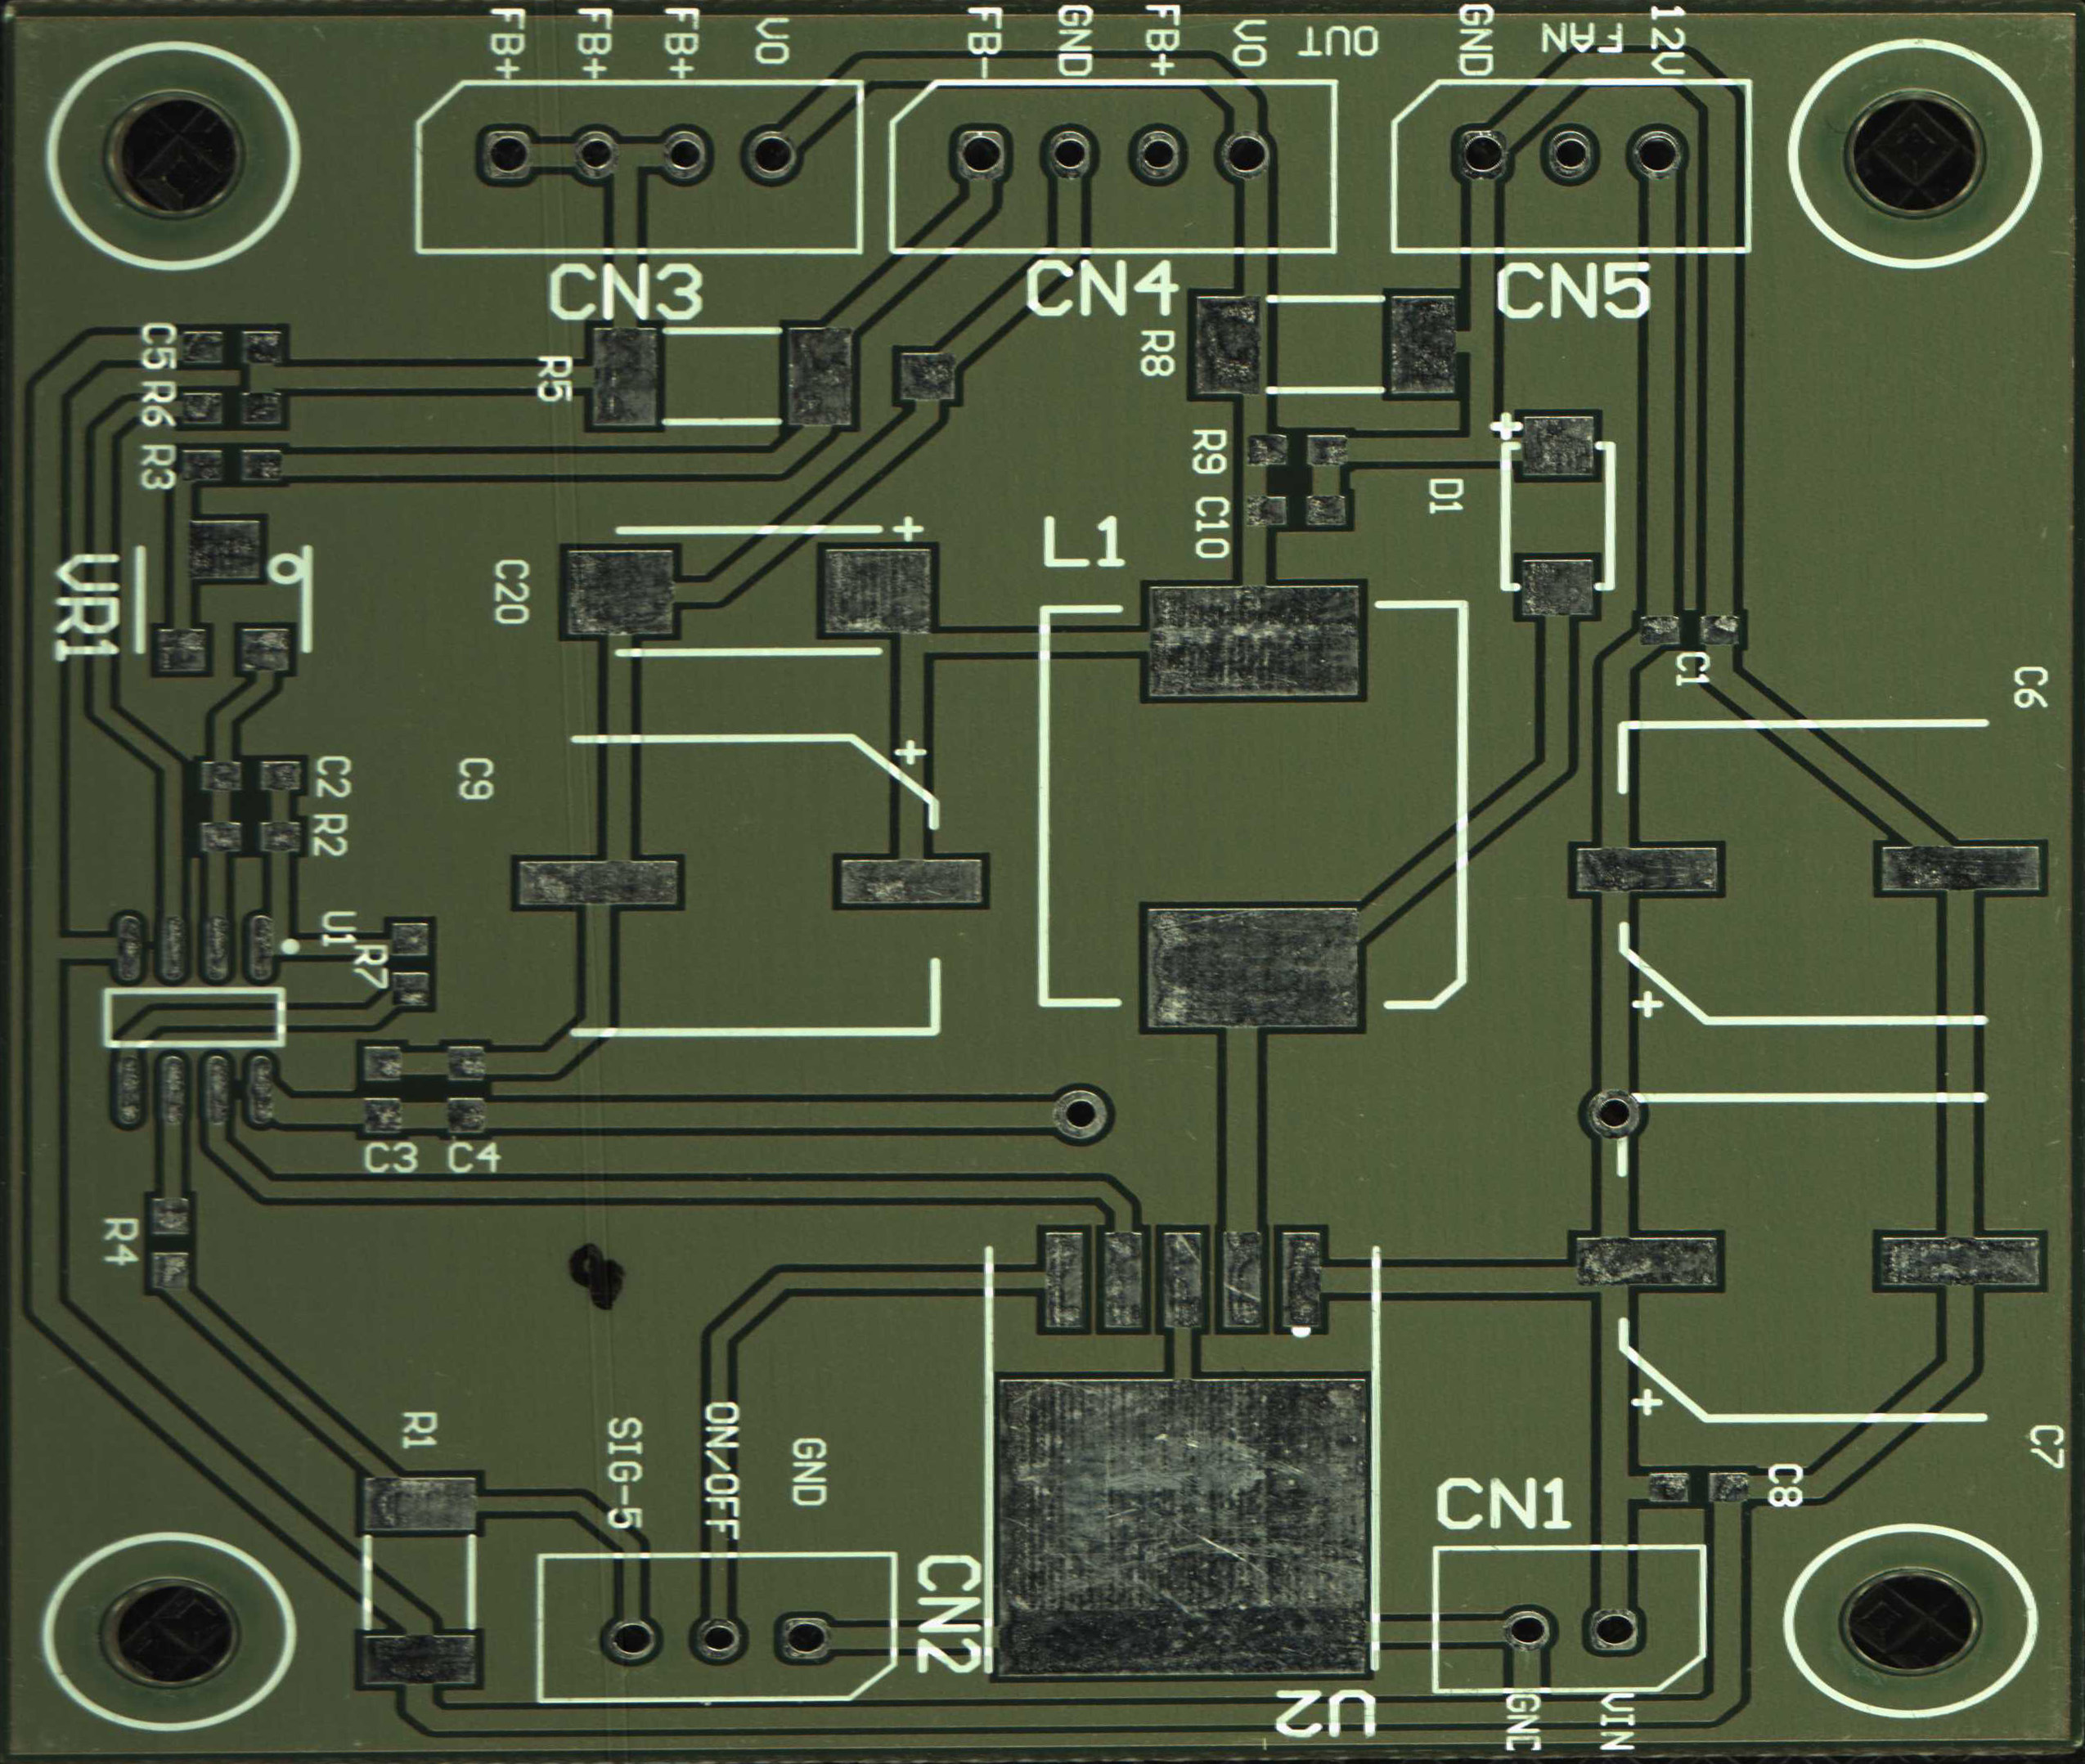 FB+ FB+ FB+ VO FB- GND FB+ VO OUT GND FAN 12V
CN3 CN4 CN5
C5 R5 R8
R6
R3 + R9 D1
+ L1 C10
VR1 C20
C1 C6
C9 +
C2
R2
U1
R7 +
C3 C4
R4
+
R1 SIG-5 ON/OFF GND CN1 C8 C7
CN2
U2 GND VIN